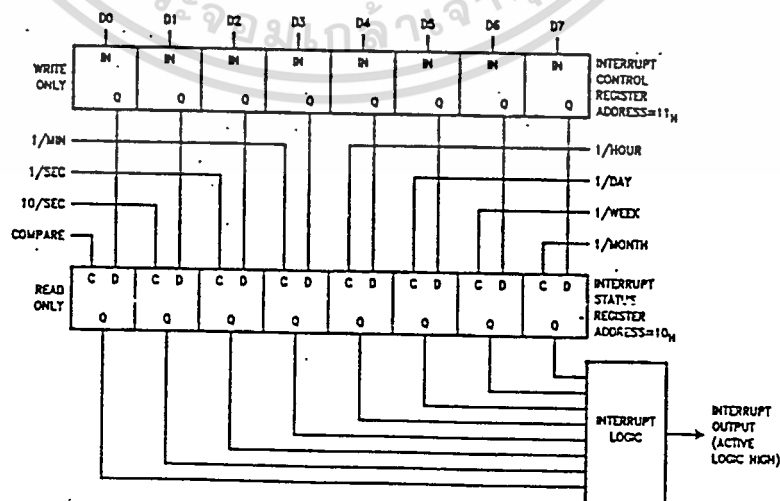 D0 D1 D2 D3 D4 D5 D6 D7
WRITE ONLY
IN IN IN IN IN IN IN IN
Q Q Q Q Q Q Q Q
INTERRUPT
CONTROL
REGISTER
ADDRESS=11H
1/MIN
1/SEC
10/SEC
COMPARE
1/HOUR
1/DAY
1/WEEK
1/MONTH
READ ONLY
C D C D C D C D C D C D C D C D
Q Q Q Q Q Q Q Q
INTERRUPT
STATUS
REGISTER
ADDRESS=10H
INTERRUPT
LOGIC
INTERRUPT
OUTPUT
(ACTIVE
LOGIC HIGH)